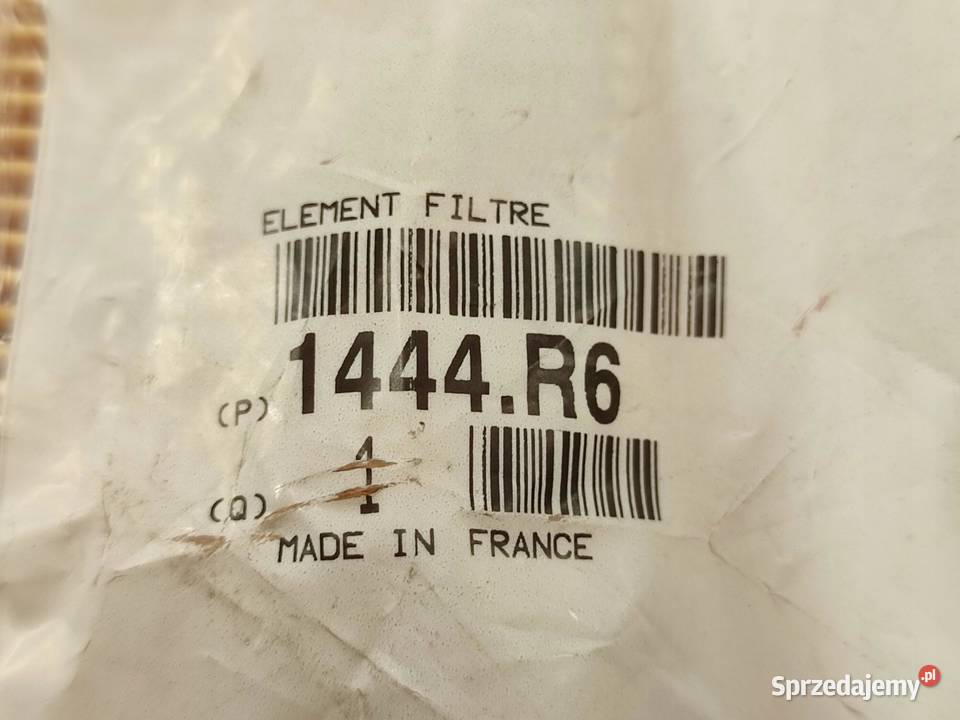 ELEMENT FILTRE
(P) 1444.R6
(Q) 1
MADE IN FRANCE
Sprzedajemy.pl